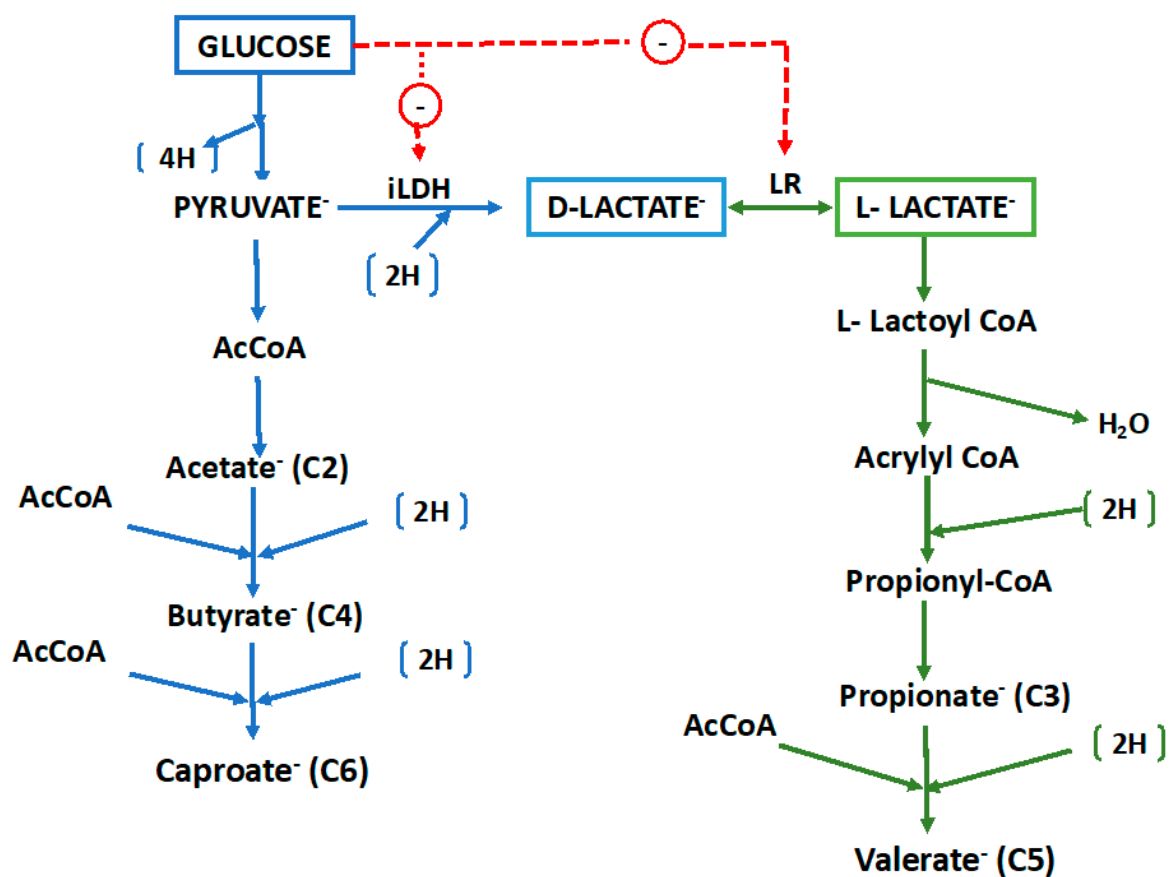 GLUCOSE
-
-
[ 4H ]
iLDH
LR
PYRUVATE⁻
D-LACTATE⁻
L- LACTATE⁻
[ 2H ]
L- Lactoyl CoA
AcCoA
H₂O
Acrylyl CoA
Acetate⁻ (C2)
AcCoA
[ 2H ]
[ 2H ]
Propionyl-CoA
Butyrate⁻ (C4)
AcCoA
[ 2H ]
Propionate⁻ (C3)
AcCoA
[ 2H ]
Caproate⁻ (C6)
Valerate⁻ (C5)